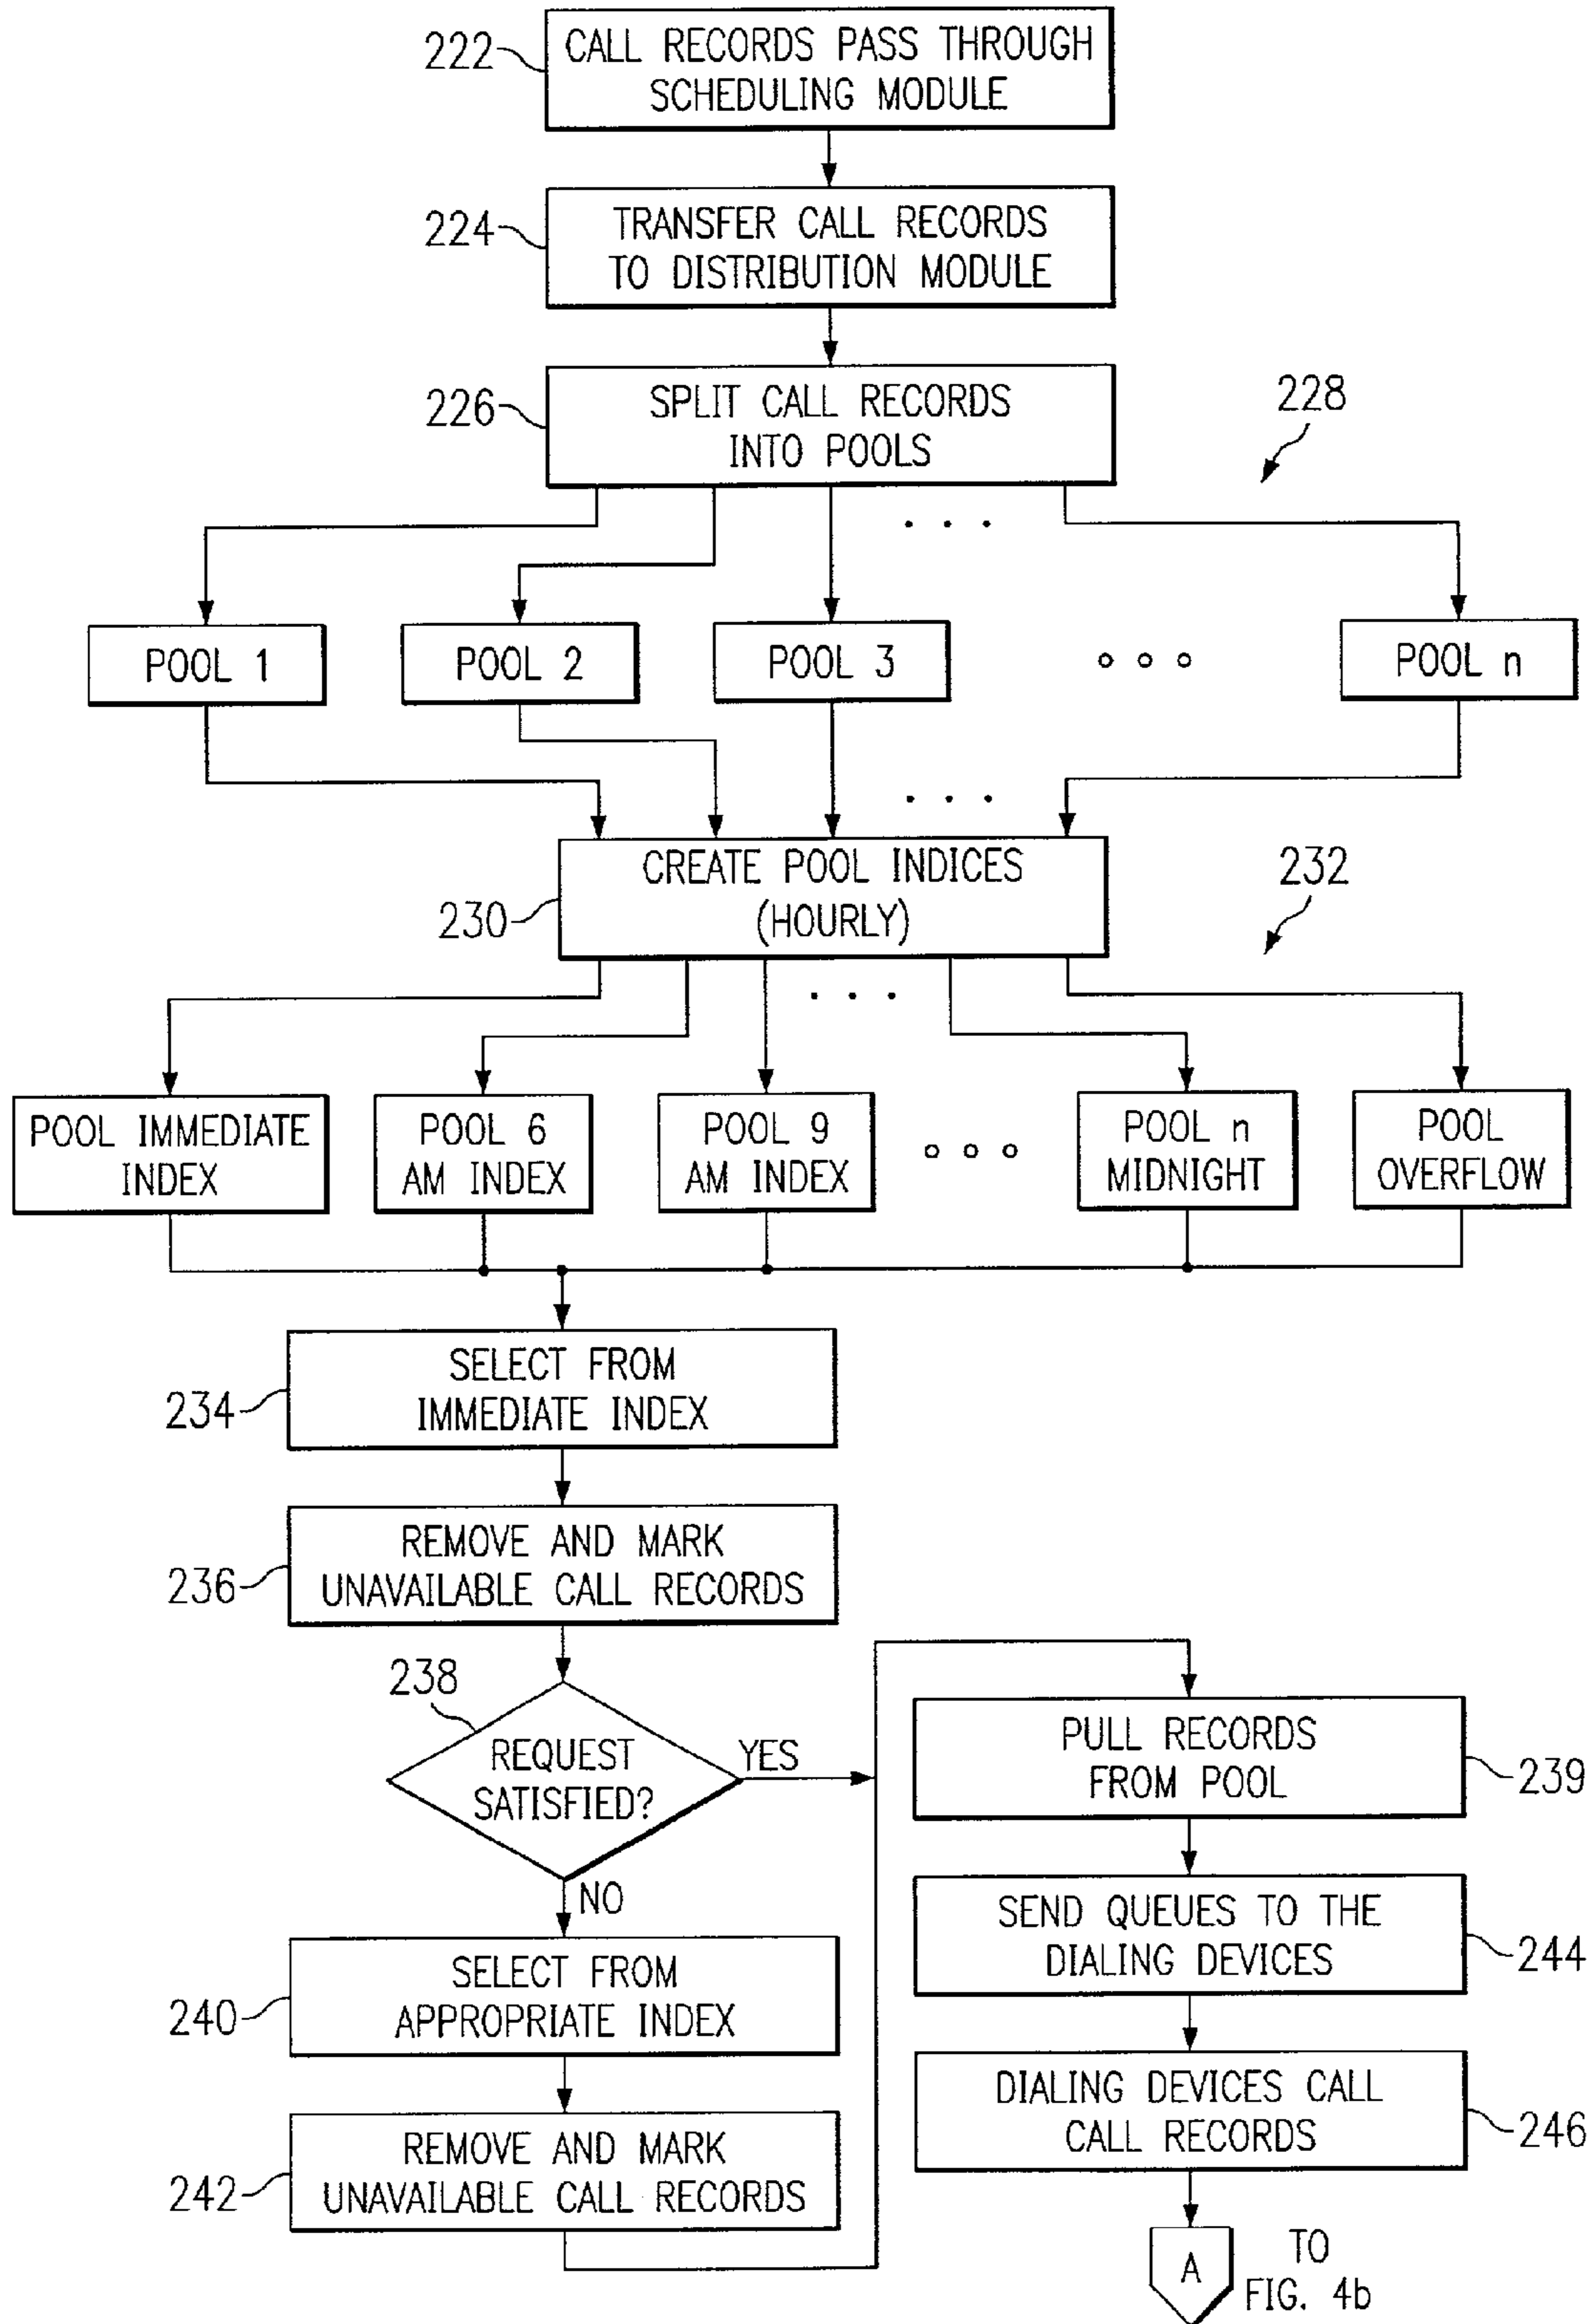 222
CALL RECORDS PASS THROUGH
SCHEDULING MODULE
224
TRANSFER CALL RECORDS
TO DISTRIBUTION MODULE
226
SPLIT CALL RECORDS
INTO POOLS
228
POOL 1
POOL 2
POOL 3
POOL n
230
CREATE POOL INDICES
(HOURLY)
232
POOL IMMEDIATE
INDEX
POOL 6
AM INDEX
POOL 9
AM INDEX
POOL n
MIDNIGHT
POOL
OVERFLOW
234
SELECT FROM
IMMEDIATE INDEX
236
REMOVE AND MARK
UNAVAILABLE CALL RECORDS
238
REQUEST
SATISFIED?
YES
NO
240
SELECT FROM
APPROPRIATE INDEX
242
REMOVE AND MARK
UNAVAILABLE CALL RECORDS
PULL RECORDS
FROM POOL
239
SEND QUEUES TO THE
DIALING DEVICES
244
DIALING DEVICES CALL
CALL RECORDS
246
A
TO
FIG. 4b